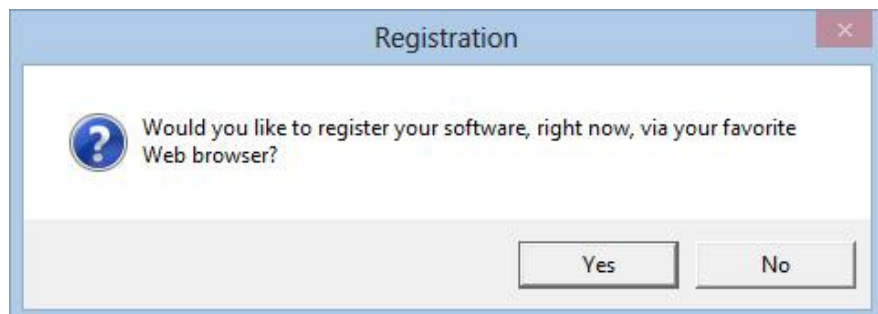 Registration
Would you like to register your software, right now, via your favorite
Web browser?
Yes
No